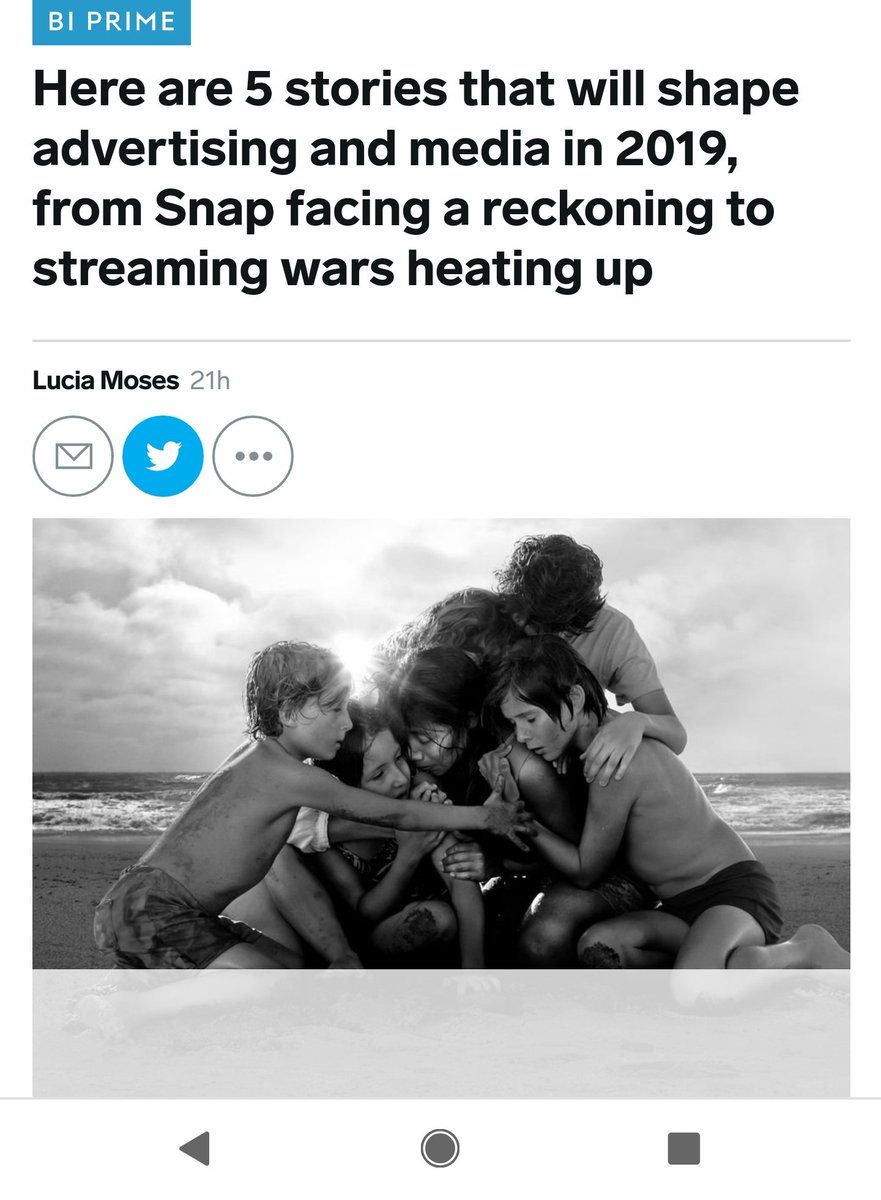 BI PRIME
Here are 5 stories that will shape
advertising and media in 2019,
from Snap facing a reckoning to
streaming wars heating up
Lucia Moses 21h